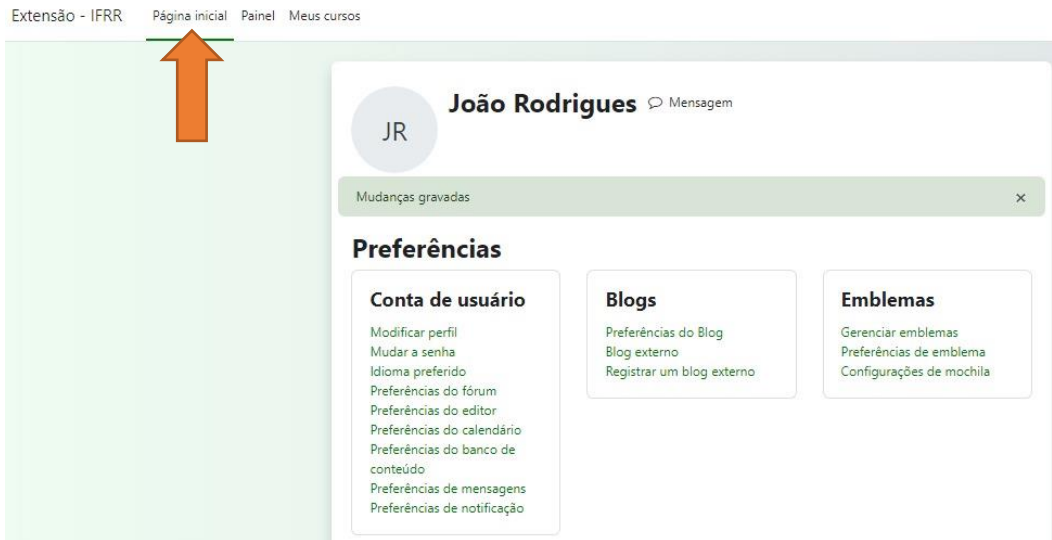 Extensão - IFRR Página inicial Painel Meus cursos
JR
João Rodrigues Mensagem
Mudanças gravadas
Preferências
Conta de usuário
Modificar perfil
Mudar a senha
Idioma preferido
Preferências do fórum
Preferências do editor
Preferências do calendário
Preferências do banco de
conteúdo
Preferências de mensagens
Preferências de notificação
Blogs
Preferências do Blog
Blog externo
Registrar um blog externo
Emblemas
Gerenciar emblemas
Preferências de emblema
Configurações de mochila